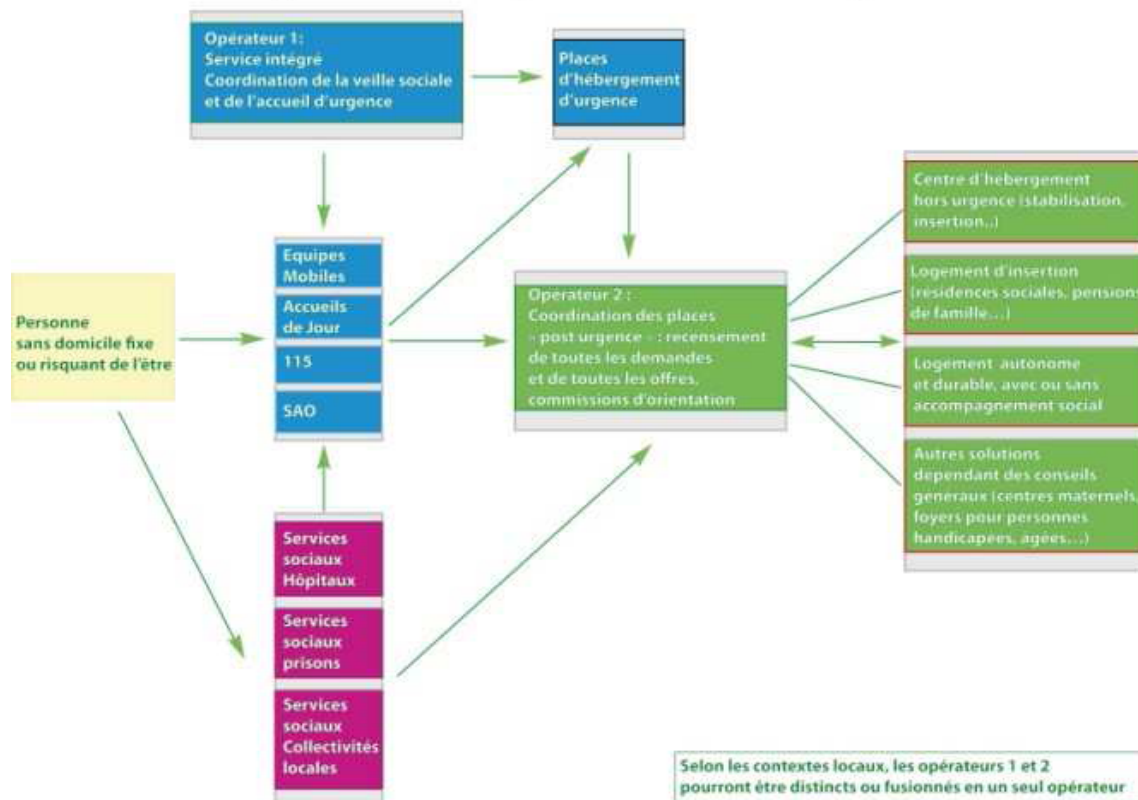 Opérateur 1:
Service intégré
Coordination de la veille sociale
et de l'accueil d'urgence
Places
d'hébergement
d'urgence
Personne
sans domicile fixe
ou risquant de l'être
Equipes
Mobiles
Accueils
de Jour
115
SAO
Services
sociaux
Hôpitaux
Services
sociaux
prisons
Services
sociaux
Collectivités
locales
Operateur 2 :
Coordination des places
« post urgence » : recensement
de toutes les demandes
et de toutes les offres,
commissions d'orientation
Centre d'hébergement
hors urgence (stabilisation,
insertion..)
Logement d'insertion
(résidences sociales, pensions
de famille...)
Logement autonome
et durable, avec ou sans
accompagnement social
Autres solutions
dependant des conseils
generaux (centres maternels,
foyers pour personnes
handicapées, agées...)
Selon les contextes locaux, les opérateurs 1 et 2
pourront être distincts ou fusionnés en un seul opérateur